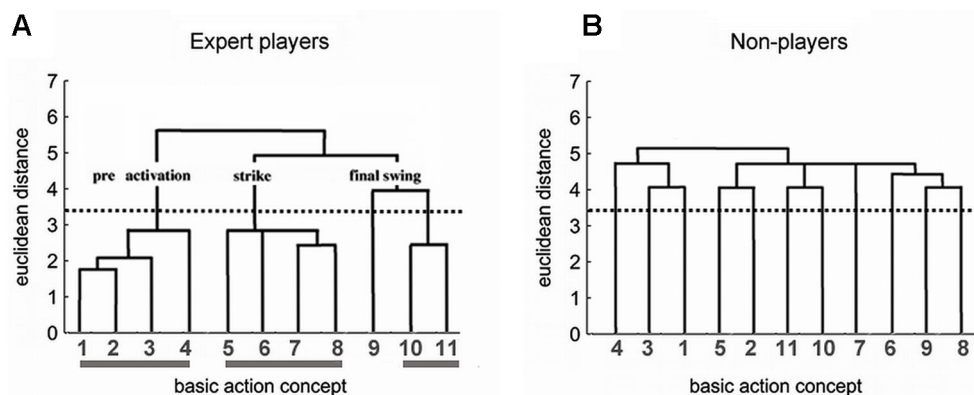 A
Expert players
7
6
5
4
3
2
1
0
euclidean distance
pre activation
strike
final swing
1 2 3 4 5 6 7 8 9 10 11
basic action concept
B
Non-players
7
6
5
4
3
2
1
0
euclidean distance
4 3 1 5 2 11 10 7 6 9 8
basic action concept